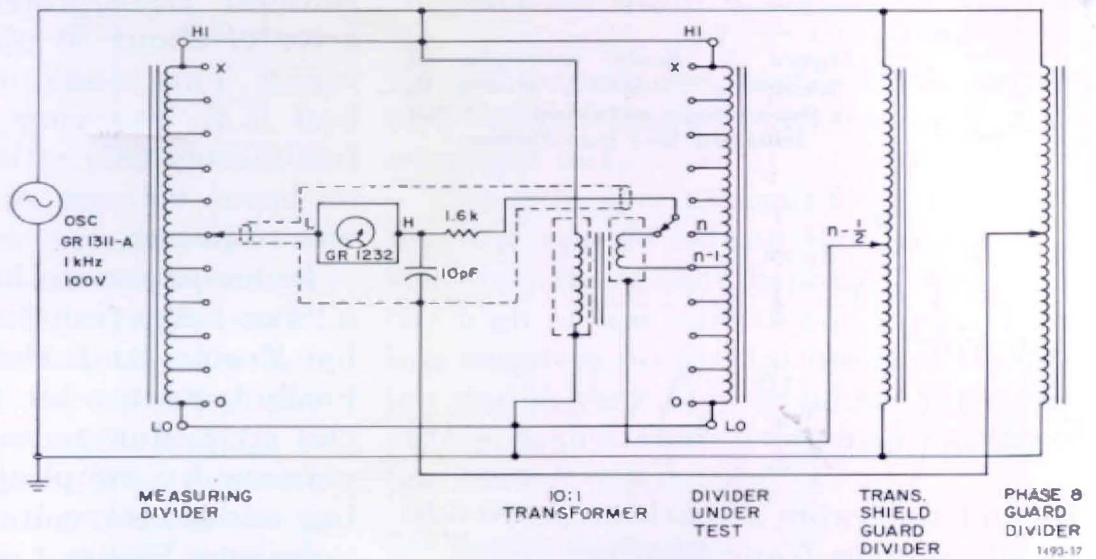 HI
HI
X
X
OSC
GR 1311-A
1 kHz
100V
L
H
1.6 k
GR 1232
10pF
n
n-1
n-½
O
O
LO
LO
MEASURING
DIVIDER
10:1
TRANSFORMER
DIVIDER
UNDER
TEST
TRANS.
SHIELD
GUARD
DIVIDER
PHASE 8
GUARD
DIVIDER
1493-17